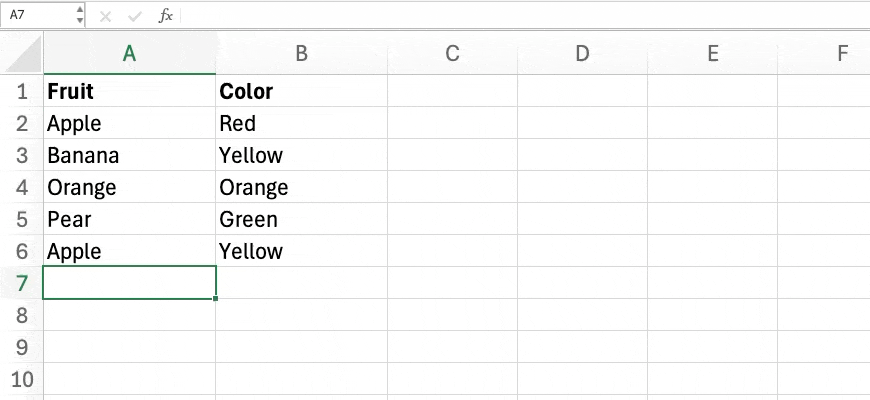 A7 fx
A B C D E F
1 Fruit Color
2 Apple Red
3 Banana Yellow
4 Orange Orange
5 Pear Green
6 Apple Yellow
7
8
9
10